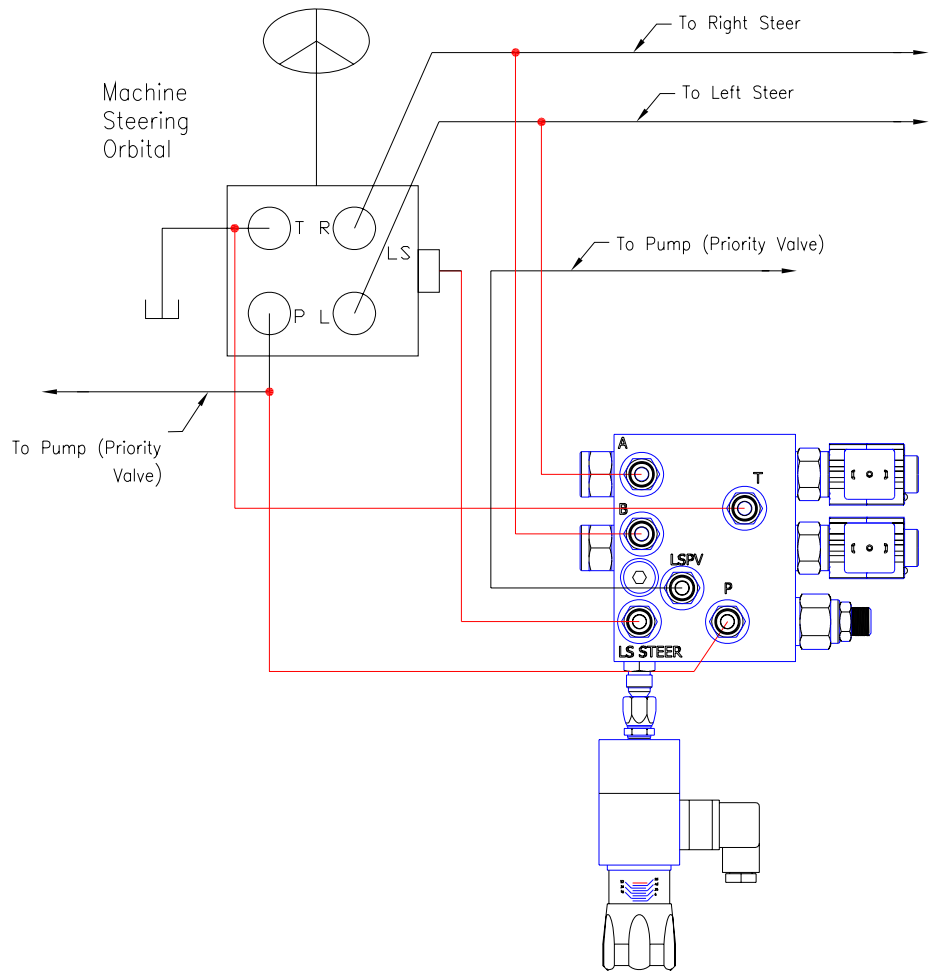 To Right Steer
To Left Steer
Machine
Steering
Orbital
T R
LS
To Pump (Priority Valve)
P L
To Pump (Priority
Valve)
A
T
B
LSPV
P
LS STEER